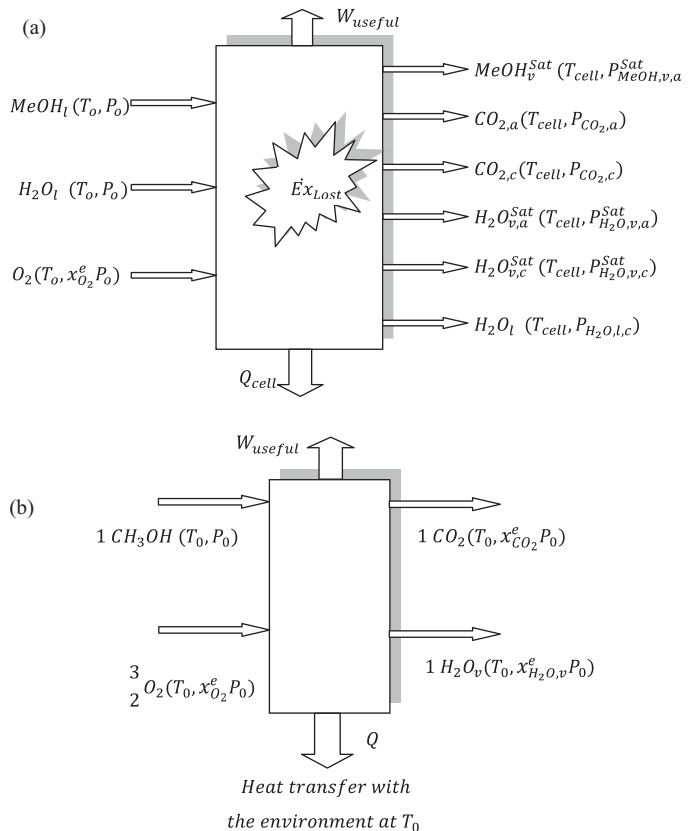 (a)
W_useful
MeOH_l (T_o, P_o)
H_2O_l (T_o, P_o)
O_2(T_o, x^e_{O_2}P_o)
Ėx_Lost
MeOH^{Sat}_v (T_cell, P^{Sat}_{MeOH,v,a}
CO_{2,a}(T_cell, P_{CO_2,a})
CO_{2,c}(T_cell, P_{CO_2,c})
H_2O^{Sat}_{v,a} (T_cell, P^{Sat}_{H_2O,v,a})
H_2O^{Sat}_{v,c} (T_cell, P^{Sat}_{H_2O,v,c})
H_2O_l (T_cell, P_{H_2O,l,c})
Q_cell
(b)
W_useful
1 CH_3OH (T_0, P_0)
1 CO_2(T_0, x^e_{CO_2}P_0)
3
2 O_2(T_0, x^e_{O_2}P_0)
1 H_2O_v(T_0, x^e_{H_2O,v}P_0)
Q
Heat transfer with
the environment at T_0